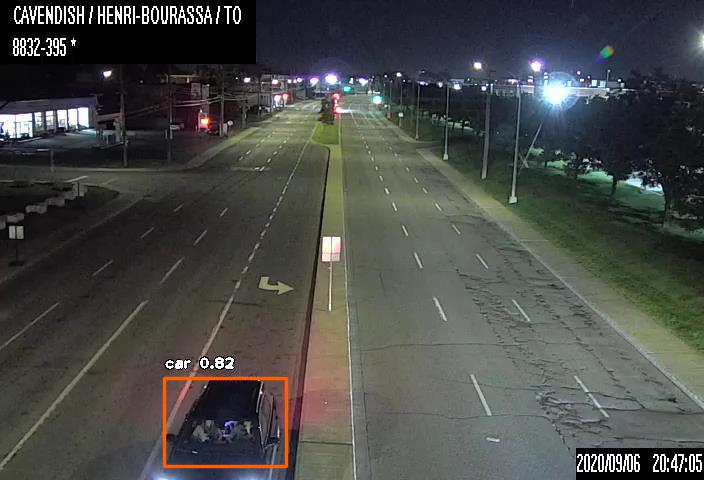 CAVENDISH / HENRI-BOURASSA / TO
8832-395 *
car 0.82
2020/09/06 20:47:05